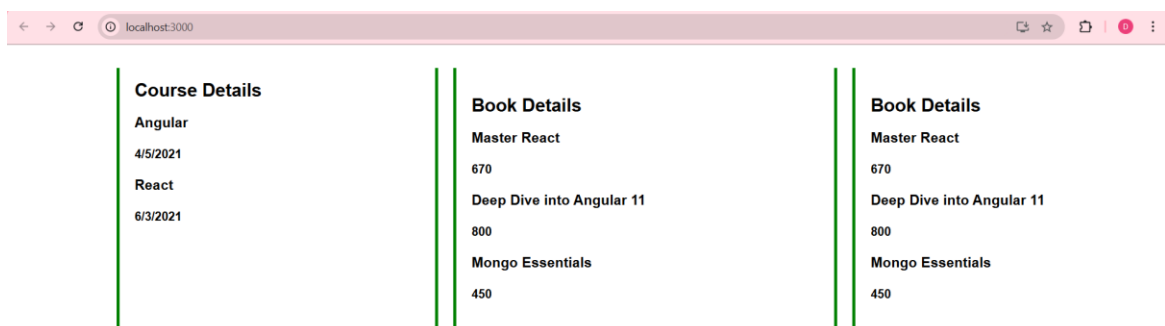 localhost:3000
D
Course Details
Angular
4/5/2021
React
6/3/2021
Book Details
Master React
670
Deep Dive into Angular 11
800
Mongo Essentials
450
Book Details
Master React
670
Deep Dive into Angular 11
800
Mongo Essentials
450